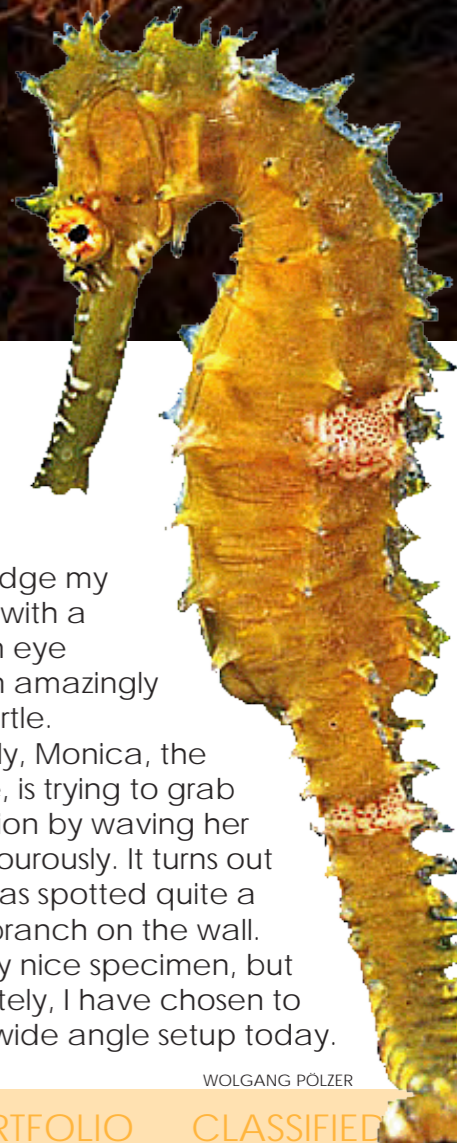 dge my
with a
eye
amazingly
rtle.
ly, Monica, the
, is trying to grab
ion by waving her
ourously. It turns out
as spotted quite a
branch on the wall.
y nice specimen, but
tely, I have chosen to
wide angle setup today.
WOLGANG PÖLZER
RTFOLIO CLASSIFIED